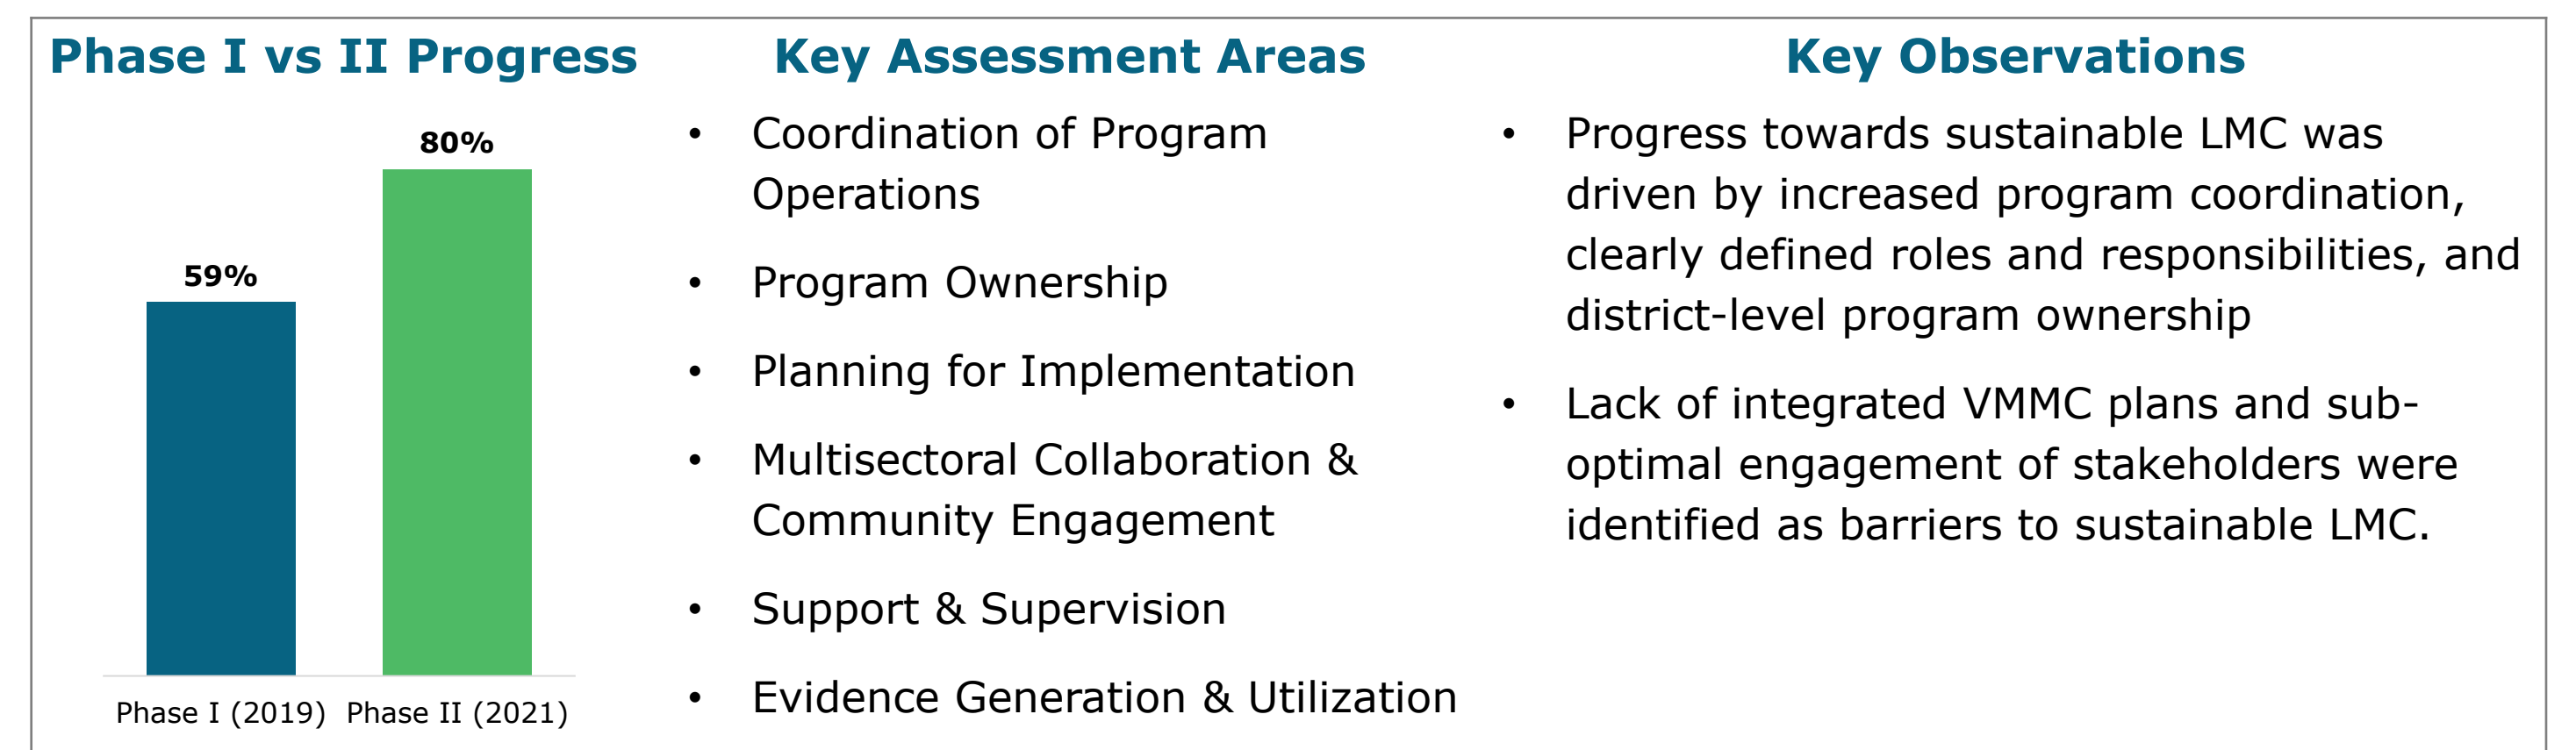 Phase I vs II Progress
80%
59%
Phase I (2019) Phase II (2021)
Key Assessment Areas
• Coordination of Program
Operations
• Program Ownership
• Planning for Implementation
• Multisectoral Collaboration &
Community Engagement
• Support & Supervision
• Evidence Generation & Utilization
Key Observations
• Progress towards sustainable LMC was
driven by increased program coordination,
clearly defined roles and responsibilities, and
district-level program ownership
• Lack of integrated VMMC plans and sub-
optimal engagement of stakeholders were
identified as barriers to sustainable LMC.